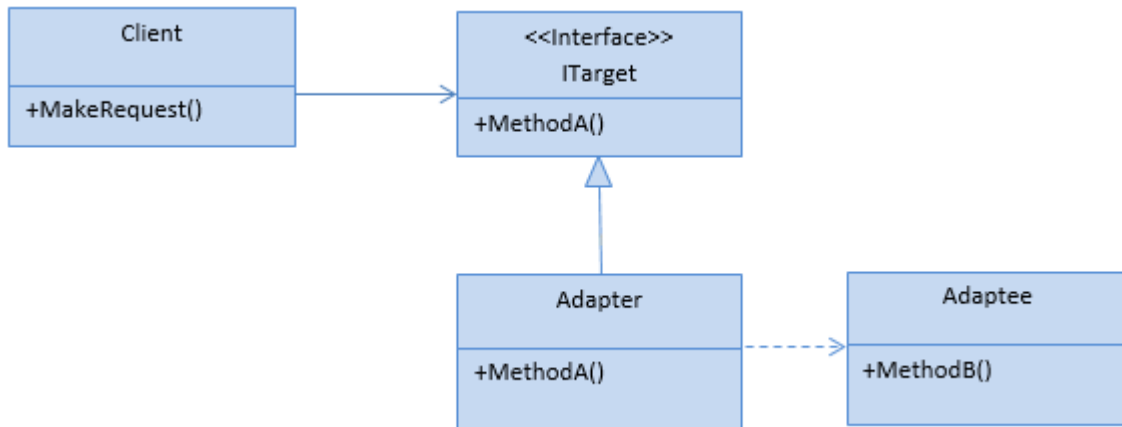 Client
+MakeRequest()
<<Interface>>
ITarget
+MethodA()
Adapter
+MethodA()
Adaptee
+MethodB()